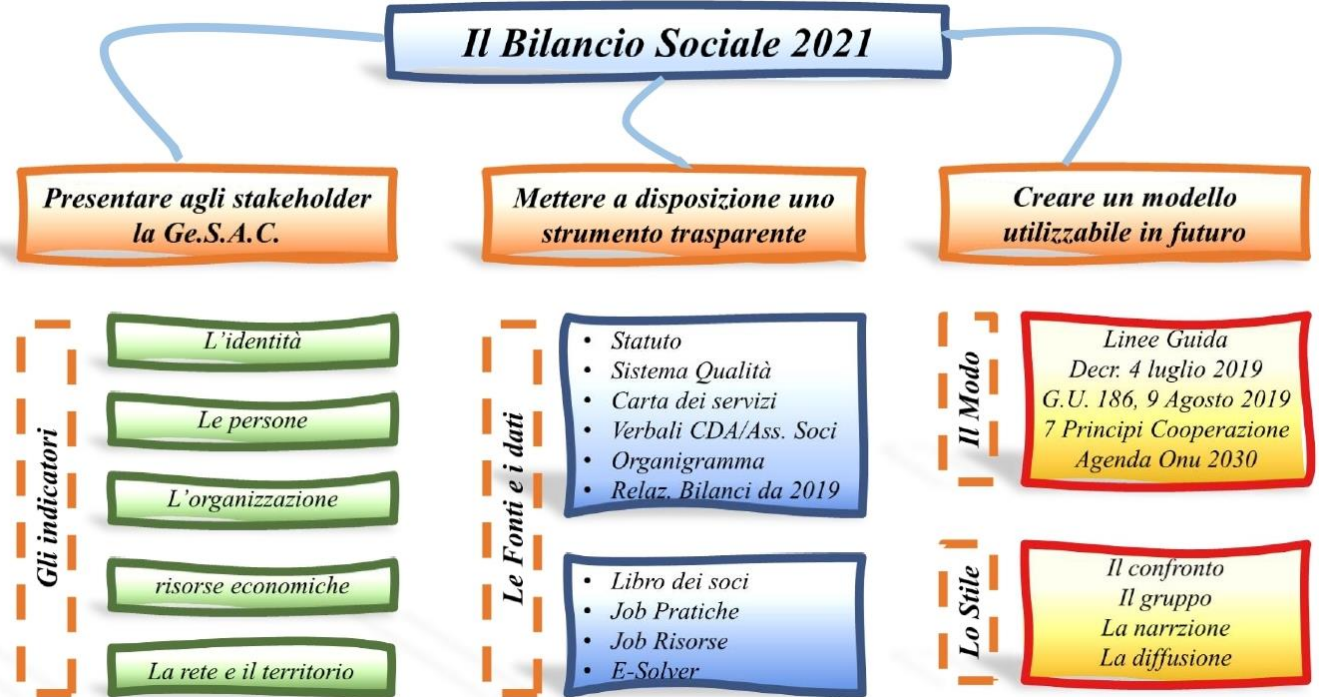 Il Bilancio Sociale 2021
Presentare agli stakeholder
la Ge.S.A.C.
Mettere a disposizione uno
strumento trasparente
Creare un modello
utilizzabile in futuro
Gli indicatori
L'identità
Le persone
L'organizzazione
risorse economiche
La rete e il territorio
Le Fonti e i dati
• Statuto
• Sistema Qualità
• Carta dei servizi
• Verbali CDA/Ass. Soci
• Organigramma
• Relaz. Bilanci da 2019
• Libro dei soci
• Job Pratiche
• Job Risorse
• E-Solver
Il Modo
Linee Guida
Decr. 4 luglio 2019
G.U. 186, 9 Agosto 2019
7 Principi Cooperazione
Agenda Onu 2030
Lo Stile
Il confronto
Il gruppo
La narrzione
La diffusione